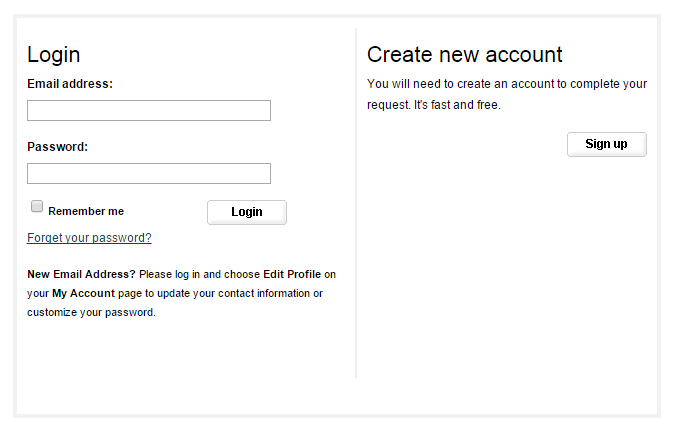 Login
Email address:
Password:
Remember me
Login
Forget your password?
New Email Address? Please log in and choose Edit Profile on
your My Account page to update your contact information or
customize your password.
Create new account
You will need to create an account to complete your
request. It's fast and free.
Sign up